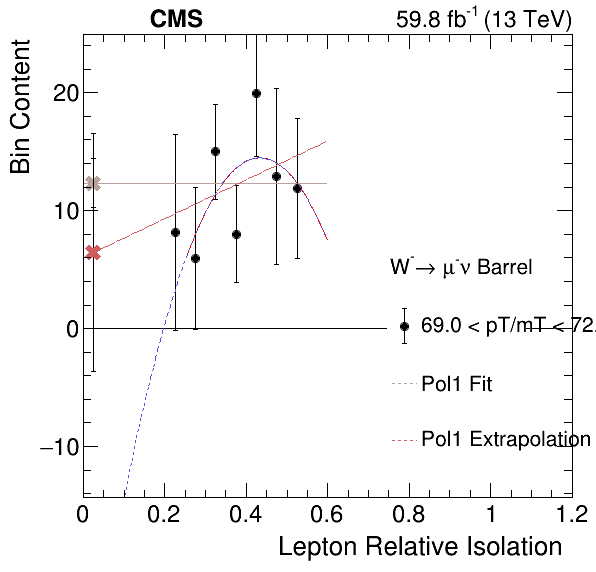 CMS 59.8 fb⁻¹ (13 TeV)
Bin Content
20
10
0
−10
W⁻→ μ⁻ν Barrel
69.0 < pT/mT < 72.
Pol1 Fit
Pol1 Extrapolation
0 0.2 0.4 0.6 0.8 1 1.2
Lepton Relative Isolation